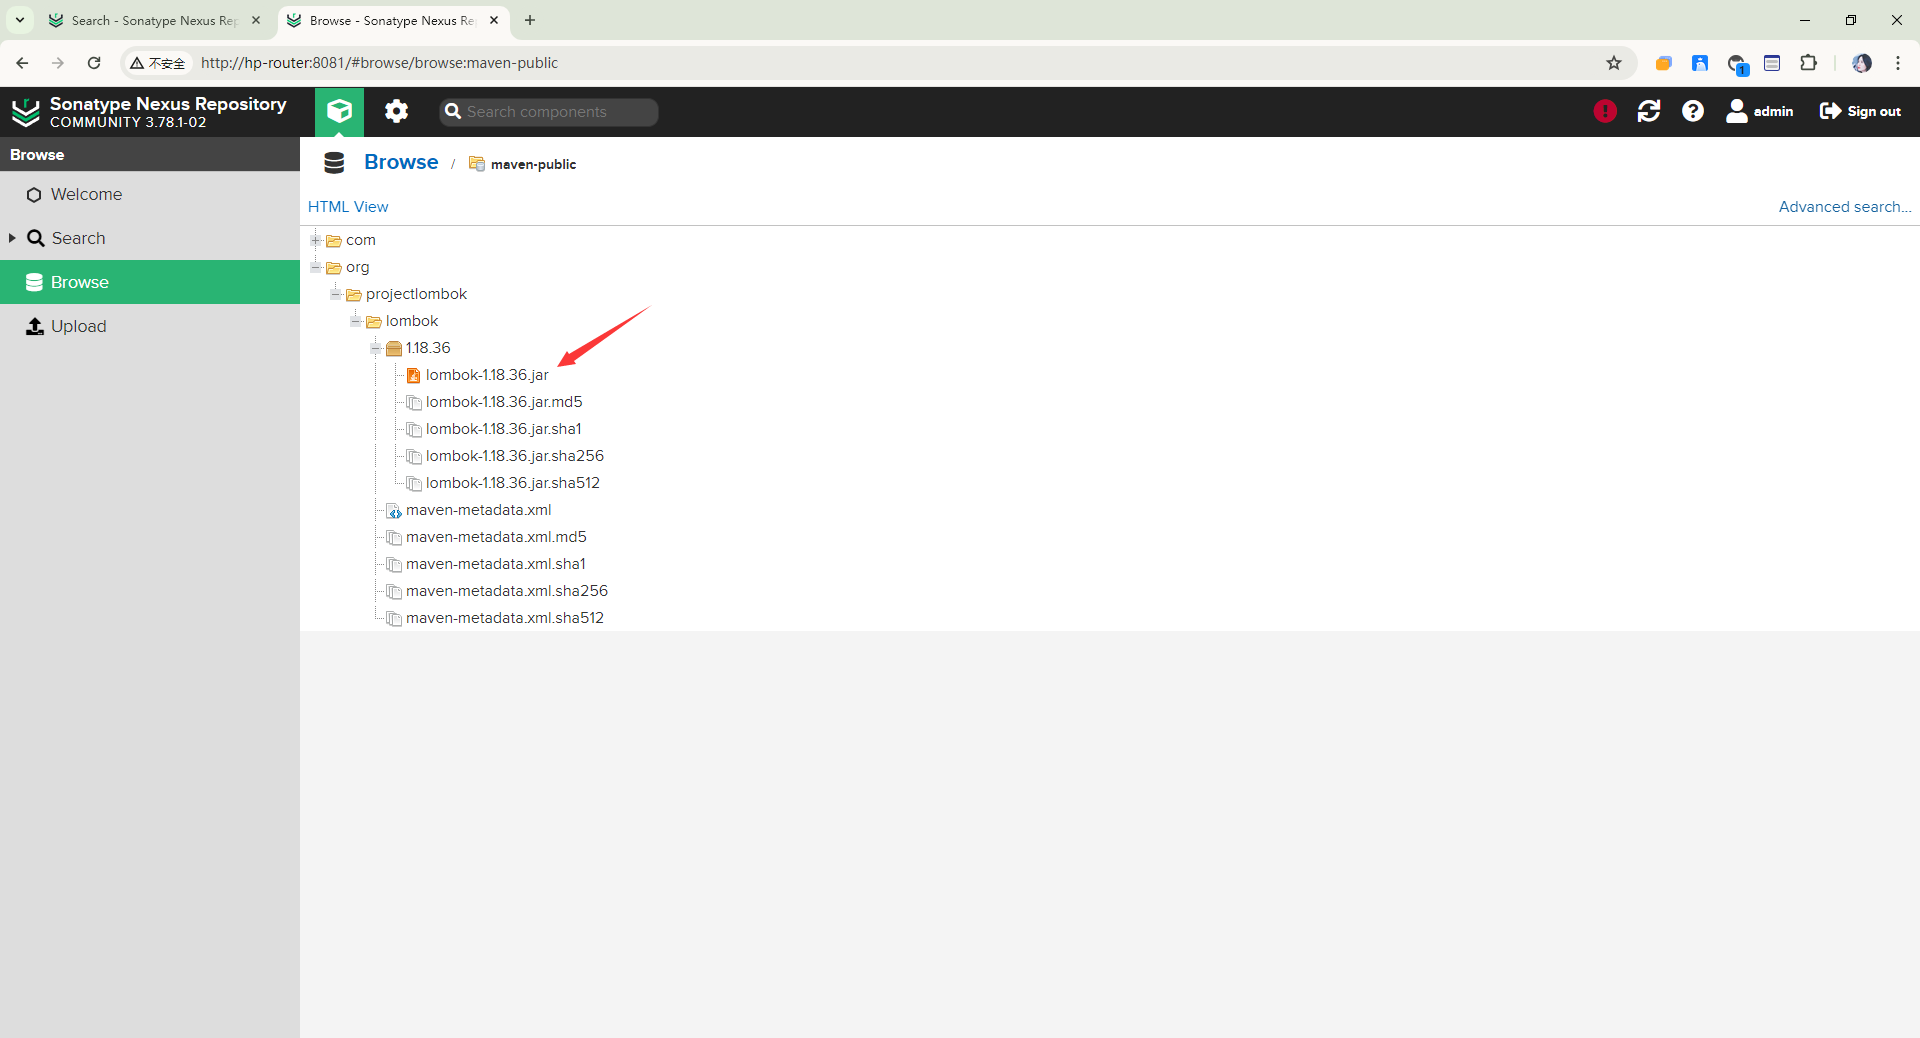 Search - Sonatype Nexus Rep
Browse - Sonatype Nexus Re
不安全
http://hp-router:8081/#browse/browse:maven-public
1
Sonatype Nexus Repository
COMMUNITY 3.78.1-02
Search components
admin
Sign out
Browse
Welcome
Search
Browse
Upload
Browse / maven-public
HTML View
Advanced search...
com
org
projectlombok
lombok
1.18.36
lombok-1.18.36.jar
lombok-1.18.36.jar.md5
lombok-1.18.36.jar.sha1
lombok-1.18.36.jar.sha256
lombok-1.18.36.jar.sha512
maven-metadata.xml
maven-metadata.xml.md5
maven-metadata.xml.sha1
maven-metadata.xml.sha256
maven-metadata.xml.sha512